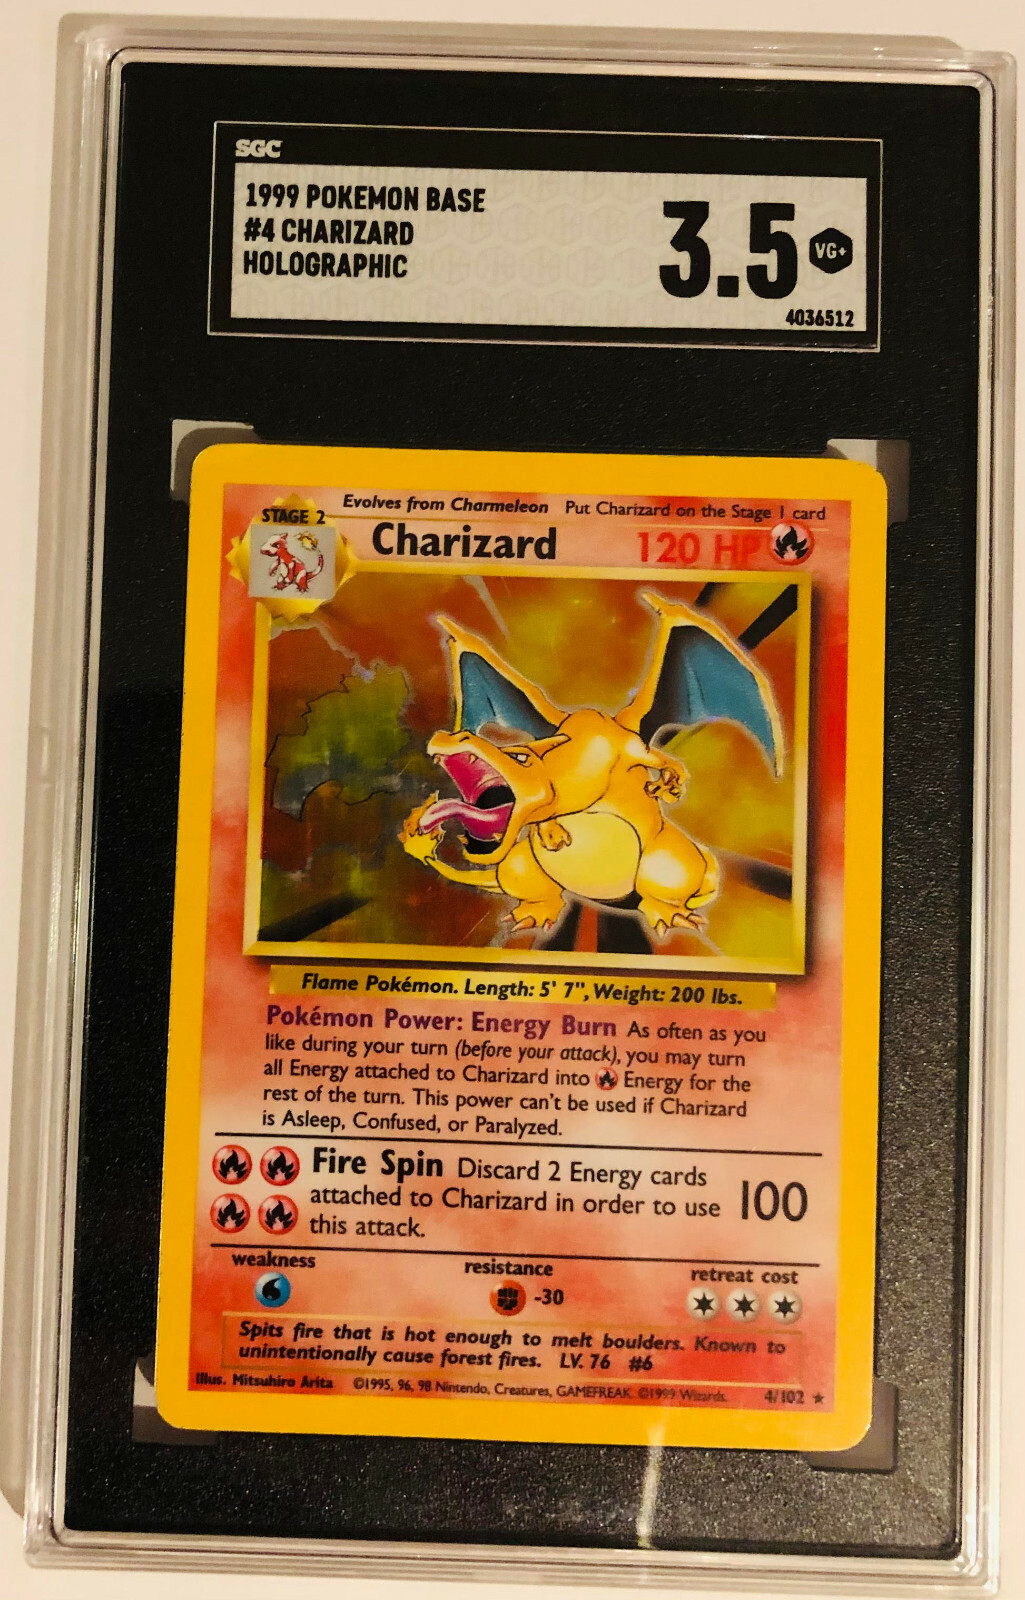 SGC
1999 POKEMON BASE
#4 CHARIZARD
HOLOGRAPHIC
3.5
VG+
4036512
Evolves from Charmeleon Put Charizard on the Stage 1 card
STAGE 2
Charizard 120 HP
Flame Pokémon. Length: 5' 7", Weight: 200 lbs.
Pokémon Power: Energy Burn As often as you
like during your turn (before your attack), you may turn
all Energy attached to Charizard into Energy for the
rest of the turn. This power can't be used if Charizard
is Asleep, Confused, or Paralyzed.
Fire Spin Discard 2 Energy cards
attached to Charizard in order to use
this attack.
100
weakness
resistance
retreat cost
-30
Spits fire that is hot enough to melt boulders. Known to
unintentionally cause forest fires. LV. 76 #6
Illus. Mitsuhiro Arita ©1995, 96, 98 Nintendo, Creatures, GAMEFREAK. ©1999 Wizards. 4/102 ★